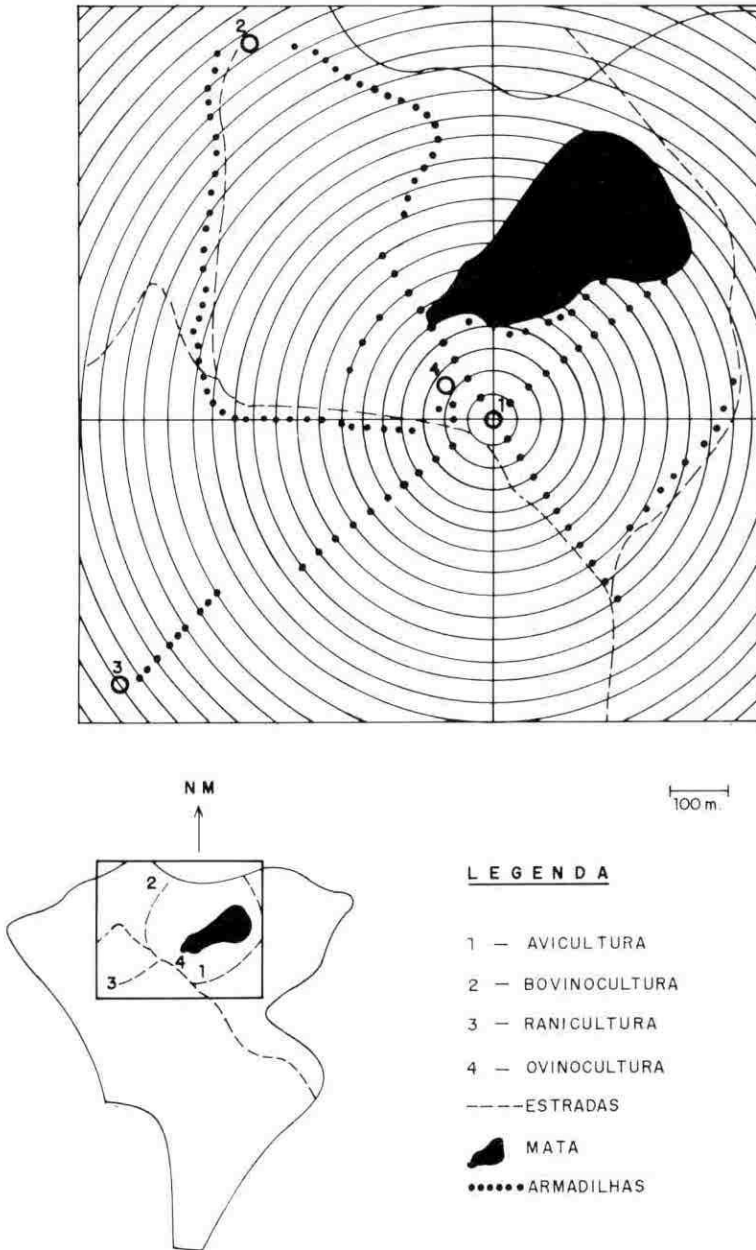 2
4
1
3
100 m.
NM
2
4
1
3
LEGENDA
1 – AVICULTURA
2 – BOVINOCULTURA
3 – RANICULTURA
4 – OVINOCULTURA
ESTRADAS
MATA
ARMADILHAS